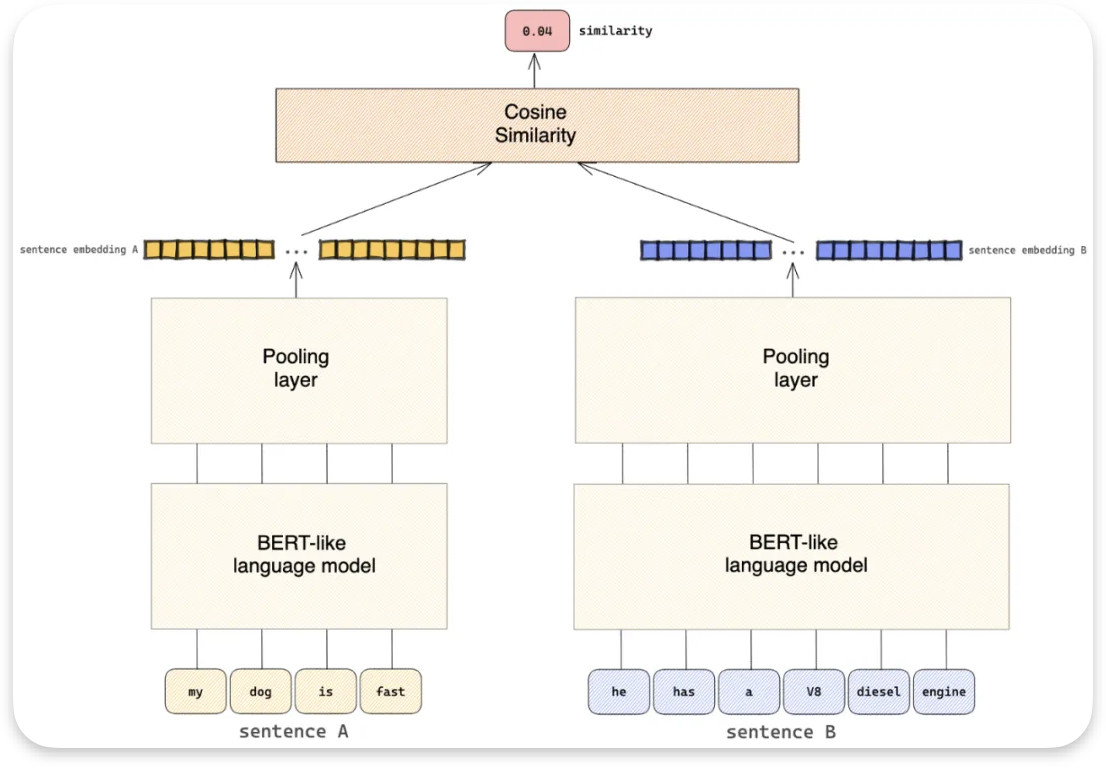 0.04 similarity
Cosine
Similarity
sentence embedding A ... ... sentence embedding B
Pooling
layer
Pooling
layer
BERT-like
language model
BERT-like
language model
my dog is fast
he has a V8 diesel engine
sentence A
sentence B